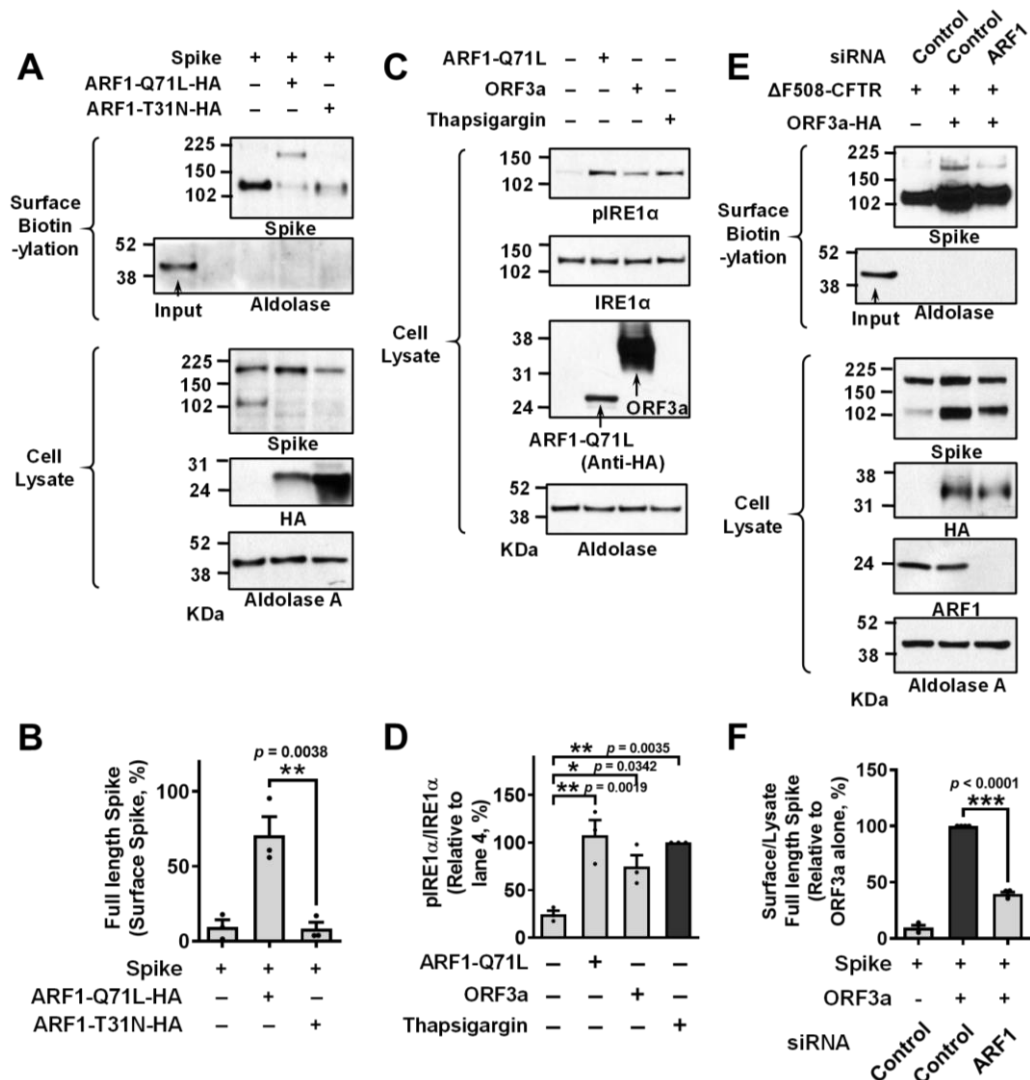 A
Spike + + +
ARF1-Q71L-HA – + –
ARF1-T31N-HA – – +
Surface
Biotin
-ylation
225
150
102
Spike
52
38
Input
Aldolase
Cell
Lysate
225
150
102
Spike
31
24
HA
52
38
KDa
Aldolase A
B
Full length Spike
(Surface Spike, %)
p = 0.0038
**
100
50
0
Spike + + +
ARF1-Q71L-HA – + –
ARF1-T31N-HA – – +
C
ARF1-Q71L – + – –
ORF3a – – + –
Thapsigargin – – – +
Cell
Lysate
150
102
pIRE1α
150
102
IRE1α
38
31
24
ORF3a
ARF1-Q71L
(Anti-HA)
52
38
KDa
Aldolase
D
pIRE1α/IRE1α
(Relative to
lane 4, %)
** p = 0.0035
* p = 0.0342
** p = 0.0019
150
100
50
0
ARF1-Q71L – + – –
ORF3a – – + –
Thapsigargin – – – +
E
siRNA Control Control ARF1
ΔF508-CFTR + + +
ORF3a-HA – + +
Surface
Biotin
-ylation
225
150
102
Spike
52
38
Input
Aldolase
Cell
Lysate
225
150
102
Spike
38
31
HA
24
ARF1
52
38
Aldolase A
KDa
F
Surface/Lysate
Full length Spike
(Relative to
ORF3a alone, %)
p < 0.0001
***
150
100
50
0
Spike + + +
ORF3a - + +
siRNA Control Control ARF1